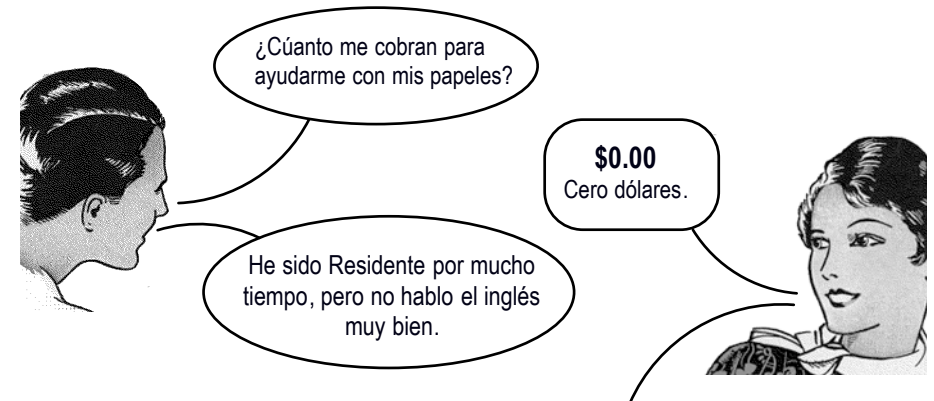 ¿Cúanto me cobran para
ayudarme con mis papeles?
$0.00
Cero dólares.
He sido Residente por mucho
tiempo, pero no hablo el inglés
muy bien.